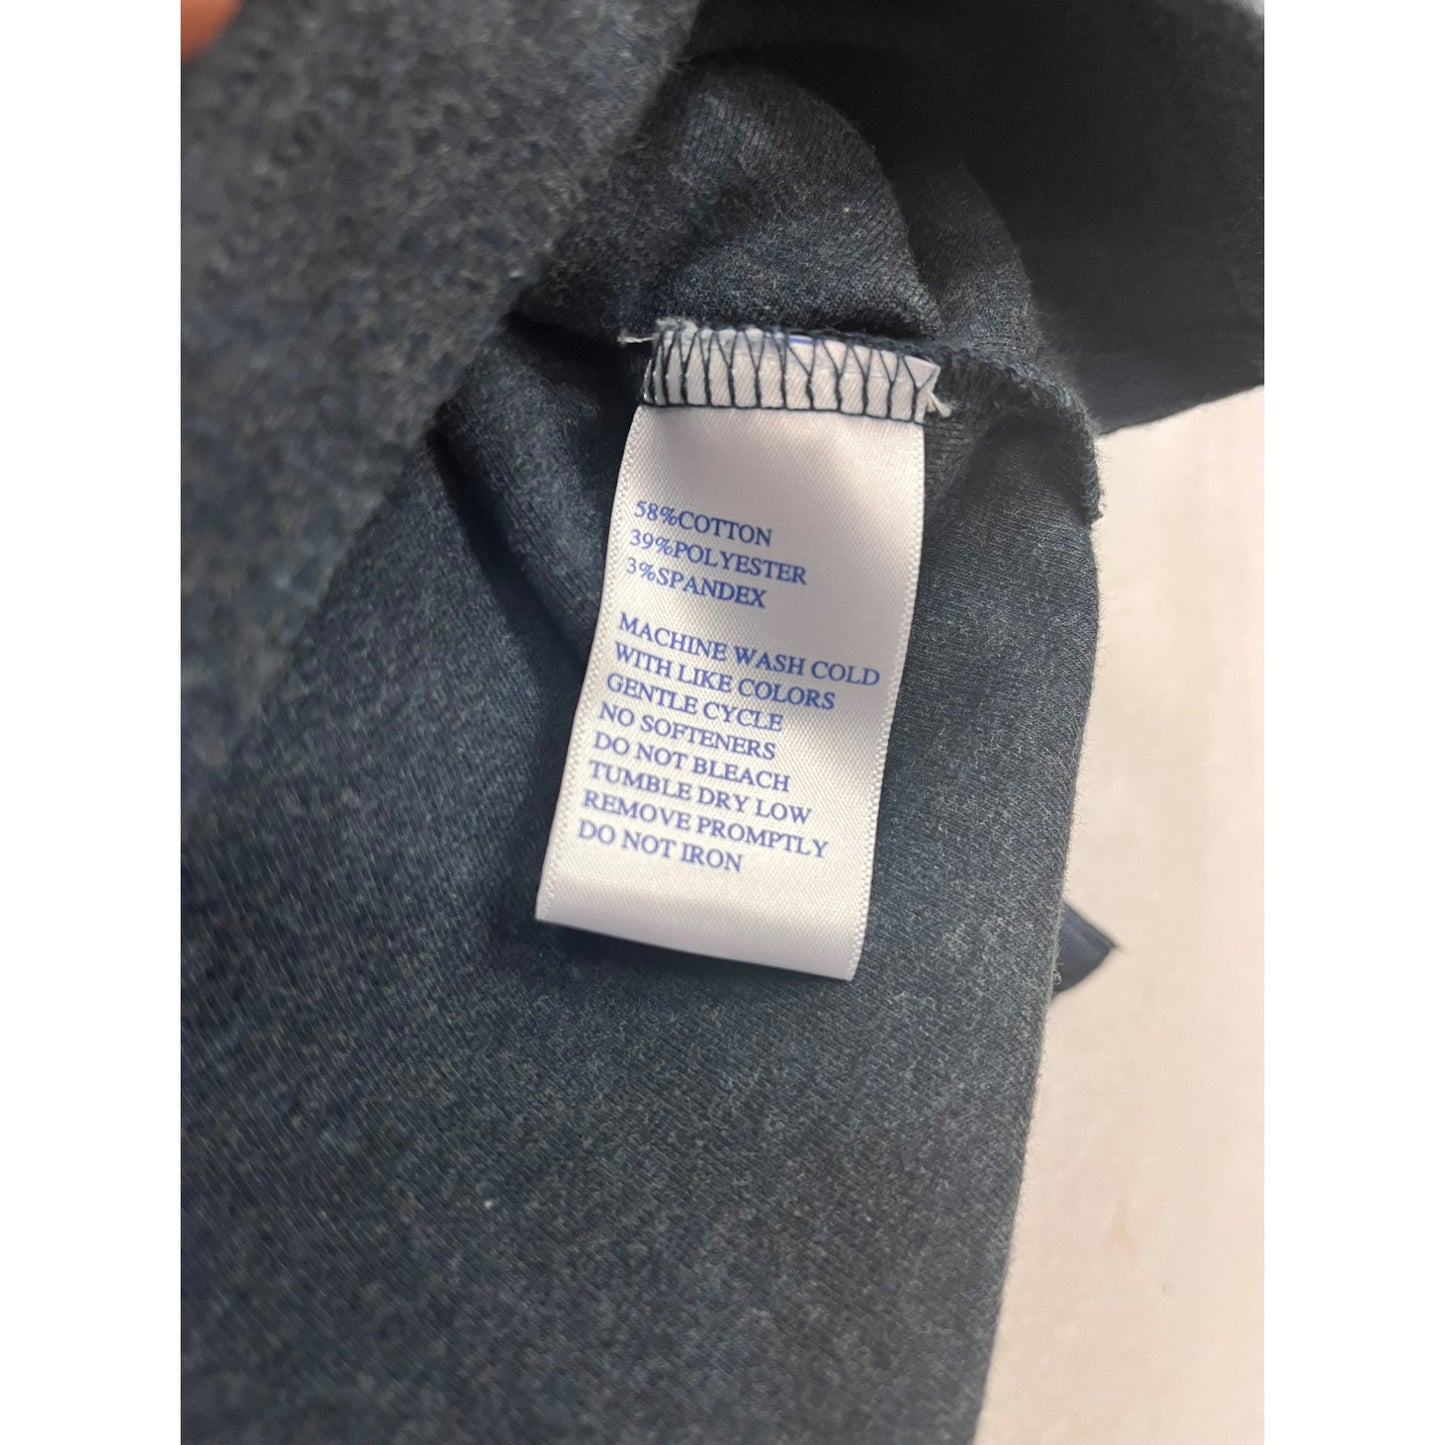 58%COTTON
39%POLYESTER
3%SPANDEX
MACHINE WASH COLD
WITH LIKE COLORS
GENTLE CYCLE
NO SOFTENERS
DO NOT BLEACH
TUMBLE DRY LOW
REMOVE PROMPTLY
DO NOT IRON